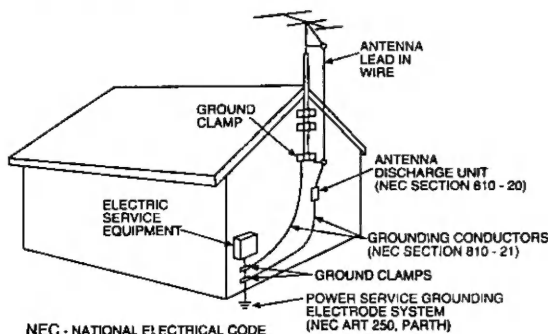 ANTENNA
LEAD IN
WIRE
GROUND
CLAMP
ANTENNA
DISCHARGE UNIT
(NEC SECTION 810 - 20)
ELECTRIC
SERVICE
EQUIPMENT
GROUNDING CONDUCTORS
(NEC SECTION 810 - 21)
GROUND CLAMPS
POWER SERVICE GROUNDING
ELECTRODE SYSTEM
(NEC ART 250, PARTH)
NEC - NATIONAL ELECTRICAL CODE